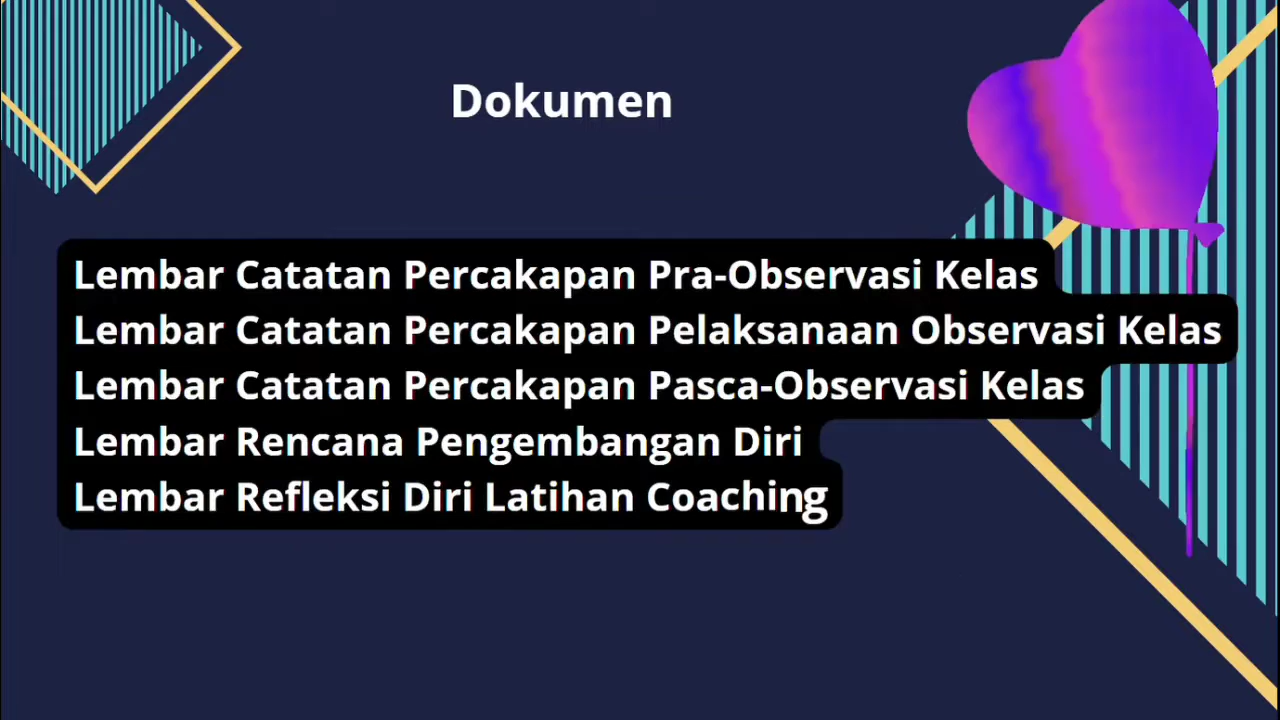 Dokumen
Lembar Catatan Percakapan Pra-Observasi Kelas
Lembar Catatan Percakapan Pelaksanaan Observasi Kelas
Lembar Catatan Percakapan Pasca-Observasi Kelas
Lembar Rencana Pengembangan Diri
Lembar Refleksi Diri Latihan Coaching